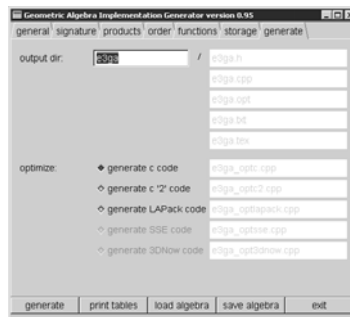 Geometric Algebra Implementation Generator version 0.95
general signature products order functions storage generate
output dir: e3ga / e3ga.h
e3ga.cpp
e3ga.opt
e3ga.txt
e3ga.tex
optimize: generate c code e3ga_optc.cpp
generate c '2' code e3ga_optc2.cpp
generate LAPack code e3ga_optlapack.cpp
generate SSE code e3ga_optsse.cpp
generate 3DNow code e3ga_opt3dnow.cpp
generate print tables load algebra save algebra exit